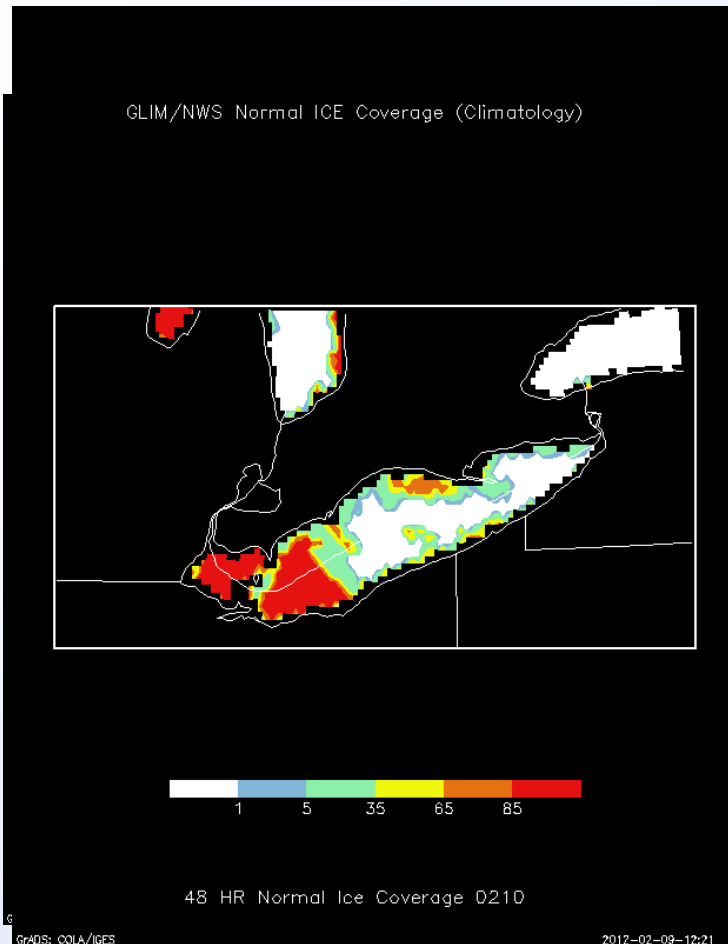 GLIM/NWS Normal ICE Coverage (Climatology)
1 5 35 65 85
48 HR Normal Ice Coverage 0210
G
GrADS: COLA/IGES 2012-02-09-12:21